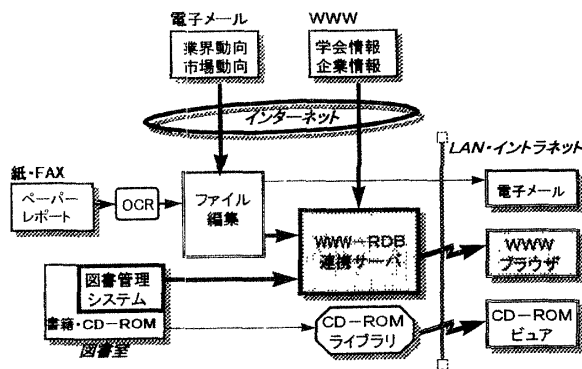 電子メール
WWW
業界動向
市場動向
学会情報
企業情報
インターネット
LAN・イントラネット
紙・FAX
ペーパー
レポート
OCR
ファイル
編集
電子メール
WWW-RDB
連携サーバ
WWW
ブラウザ
図書管理
システム
書籍・CD-ROM
図書室
CD-ROM
ライブラリ
CD-ROM
ビュア